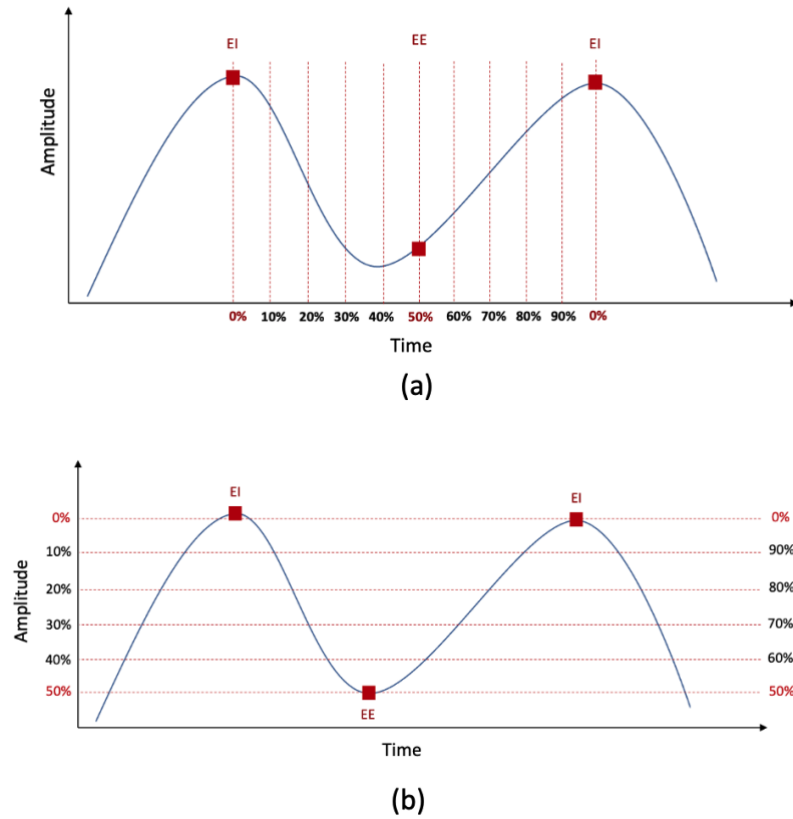 EI EE EI
Amplitude
0% 10% 20% 30% 40% 50% 60% 70% 80% 90% 0%
Time
(a)
EI EI
0% 0%
10% 90%
20% 80%
Amplitude
30% 70%
40% 60%
50% 50%
EE
Time
(b)